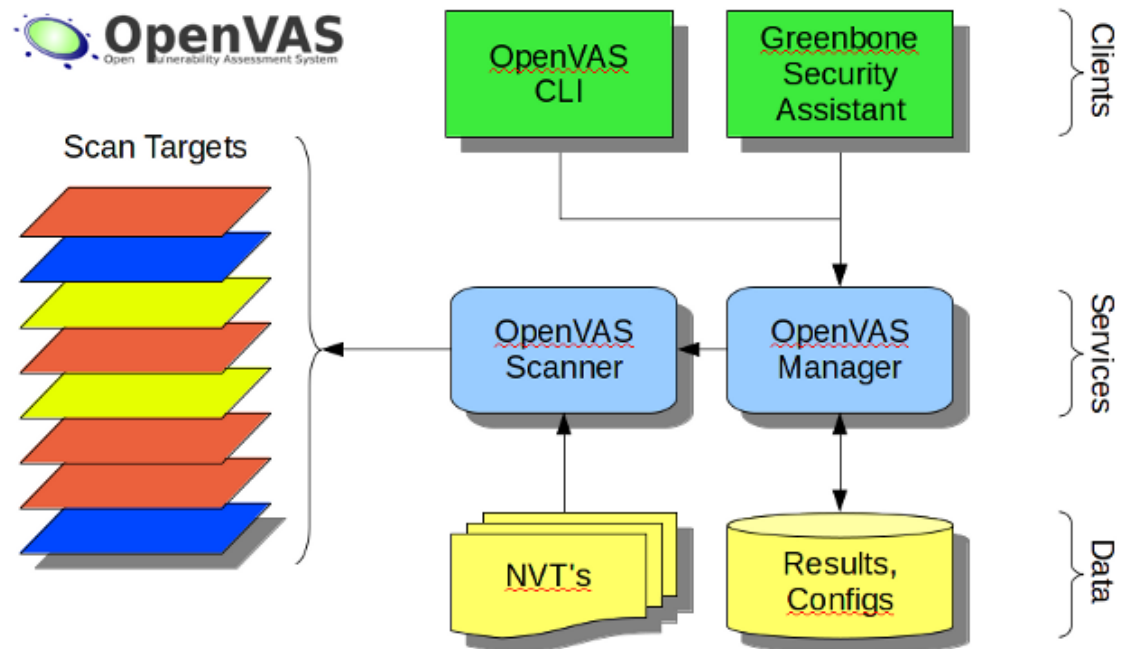 OpenVAS
Open Vulnerability Assessment System
OpenVAS
CLI
Greenbone
Security
Assistant
Clients
Scan Targets
OpenVAS
Scanner
OpenVAS
Manager
Services
NVT's
Results,
Configs
Data